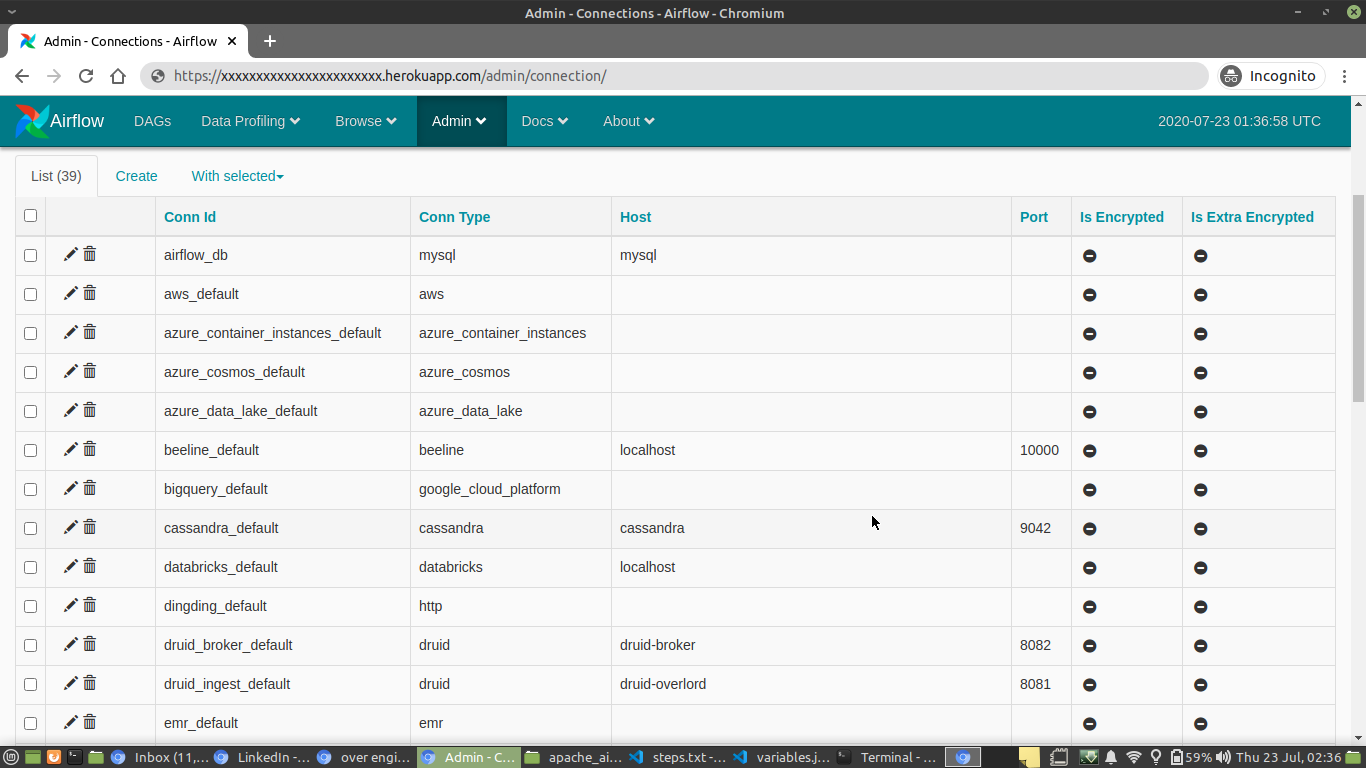 Admin - Connections - Airflow - Chromium
Admin - Connections - Airflow
https://xxxxxxxxxxxxxxxxxxxxxxx.herokuapp.com/admin/connection/
Incognito
Airflow DAGs Data Profiling Browse Admin Docs About 2020-07-23 01:36:58 UTC
List (39) Create With selected
Conn Id Conn Type Host Port Is Encrypted Is Extra Encrypted
airflow_db mysql mysql
aws_default aws
azure_container_instances_default azure_container_instances
azure_cosmos_default azure_cosmos
azure_data_lake_default azure_data_lake
beeline_default beeline localhost 10000
bigquery_default google_cloud_platform
cassandra_default cassandra cassandra 9042
databricks_default databricks localhost
dingding_default http
druid_broker_default druid druid-broker 8082
druid_ingest_default druid druid-overlord 8081
emr_default emr
Inbox (11,... LinkedIn -... over engi... Admin - C... apache_ai... steps.txt -... variables.j... Terminal - ... 59% Thu 23 Jul, 02:36